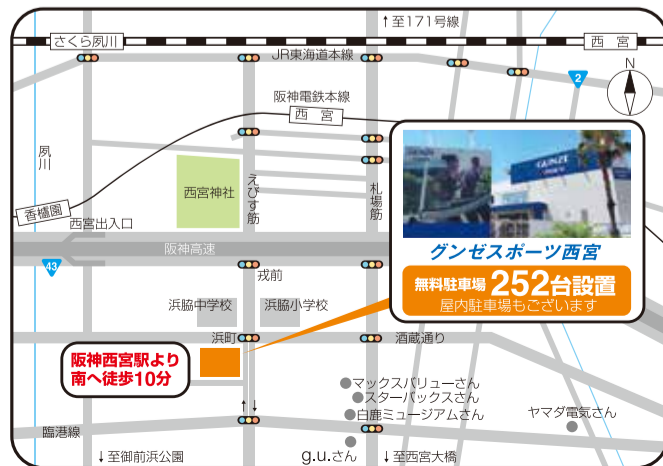 ↑至171号線
さくら夙川
西宮
JR東海道本線
2
N
阪神電鉄本線
西宮
夙川
西宮神社
えびす筋
札場筋
香櫨園
西宮出入口
阪神高速
43
戎前
GUNZE
グンゼスポーツ西宮
無料駐車場 252台設置
屋内駐車場もございます
浜脇中学校
浜脇小学校
浜町
酒蔵通り
阪神西宮駅より
南へ徒歩10分
↑↓
マックスバリューさん
スターバックスさん
白鹿ミュージアムさん
ヤマダ電気さん
臨港線
↓至御前浜公園
g.u.さん
↓至西宮大橋